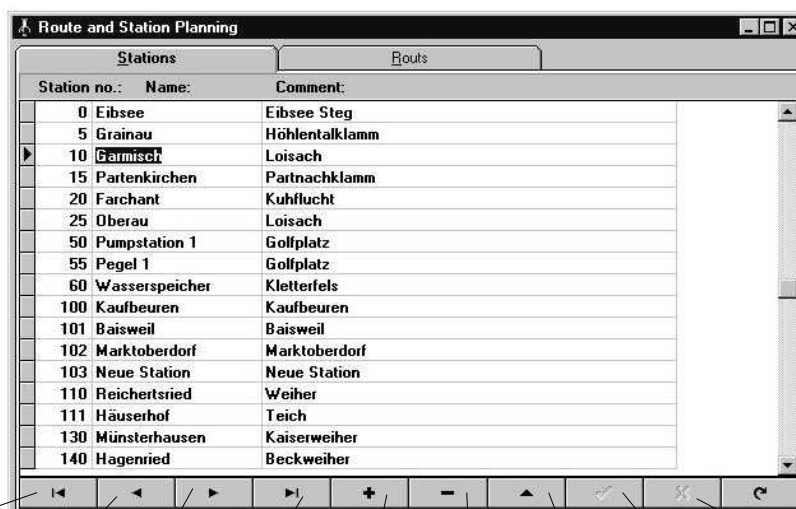 Route and Station Planning
Stations Routs
Station no.: Name: Comment:
0 Eibsee Eibsee Steg
5 Grainau Höhlentalklamm
10 Garmisch Loisach
15 Partenkirchen Partnachklamm
20 Farchant Kuhflucht
25 Oberau Loisach
50 Pumpstation 1 Golfplatz
55 Pegel 1 Golfplatz
60 Wasserspeicher Kletterfels
100 Kaufbeuren Kaufbeuren
101 Baisweil Baisweil
102 Marktoberdorf Marktoberdorf
103 Neue Station Neue Station
110 Reichertsried Weiher
111 Häuserhof Teich
130 Münsterhausen Kaiserweiher
140 Hagenried Beckweiher